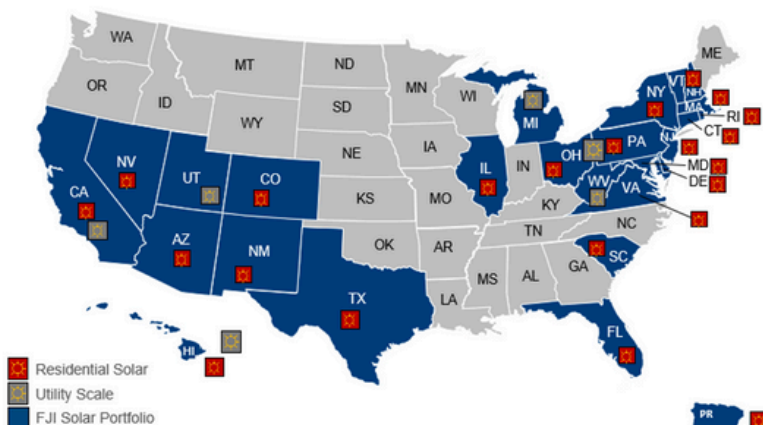 WA
MT
ND
MN
ME
OR
ID
WY
SD
WI
MI
NY
VT
NH
MA
RI
CT
NJ
PA
NV
UT
CO
NE
IA
IL
IN
OH
WV
VA
MD
DE
CA
AZ
NM
KS
MO
KY
OK
AR
TN
NC
SC
TX
LA
MS
AL
GA
FL
HI
PR
Residential Solar
Utility Scale
FJI Solar Portfolio